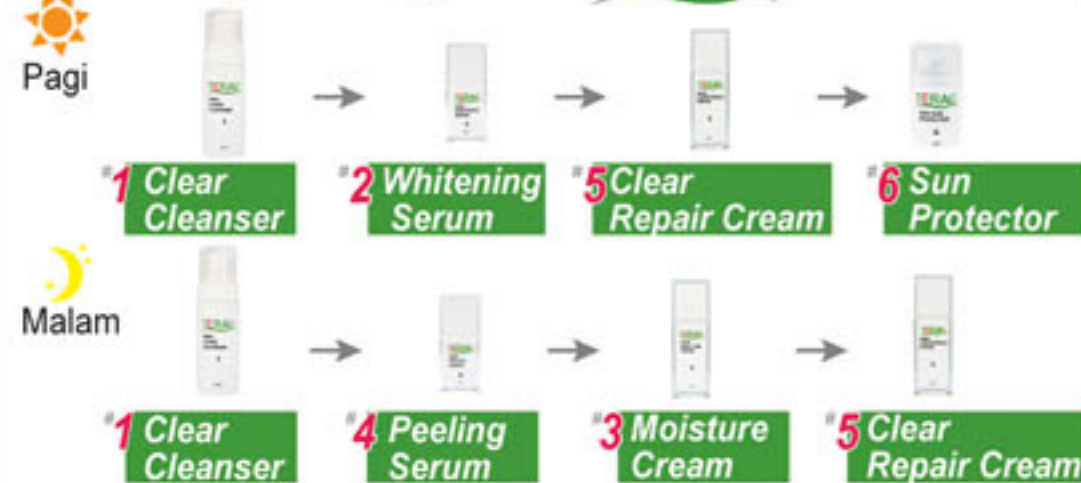 Pagi
#1 Clear
Cleanser
#2 Whitening
Serum
#5 Clear
Repair Cream
#6 Sun
Protector
Malam
#1 Clear
Cleanser
#4 Peeling
Serum
#3 Moisture
Cream
#5 Clear
Repair Cream